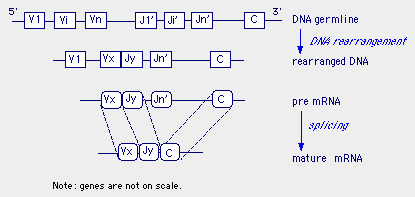 5' V1 Vi Vn J1' Ji' Jn' C 3' DNA germline
DNA rearrangement
V1 Vx Jy Jn' C rearranged DNA
Vx Jy Jn' C pre mRNA
splicing
Vx Jy C mature mRNA
Note: genes are not on scale.